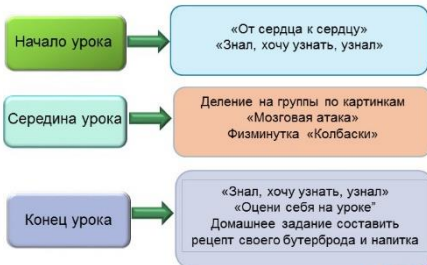 Начало урока
«От сердца к сердцу»
«Знал, хочу узнать, узнал»
Середина урока
Деление на группы по картинкам
«Мозговая атака»
Физминутка «Колбаски»
Конец урока
«Знал, хочу узнать, узнал»
«Оцени себя на уроке”
Домашнее задание составить
рецепт своего бутерброда и напитка